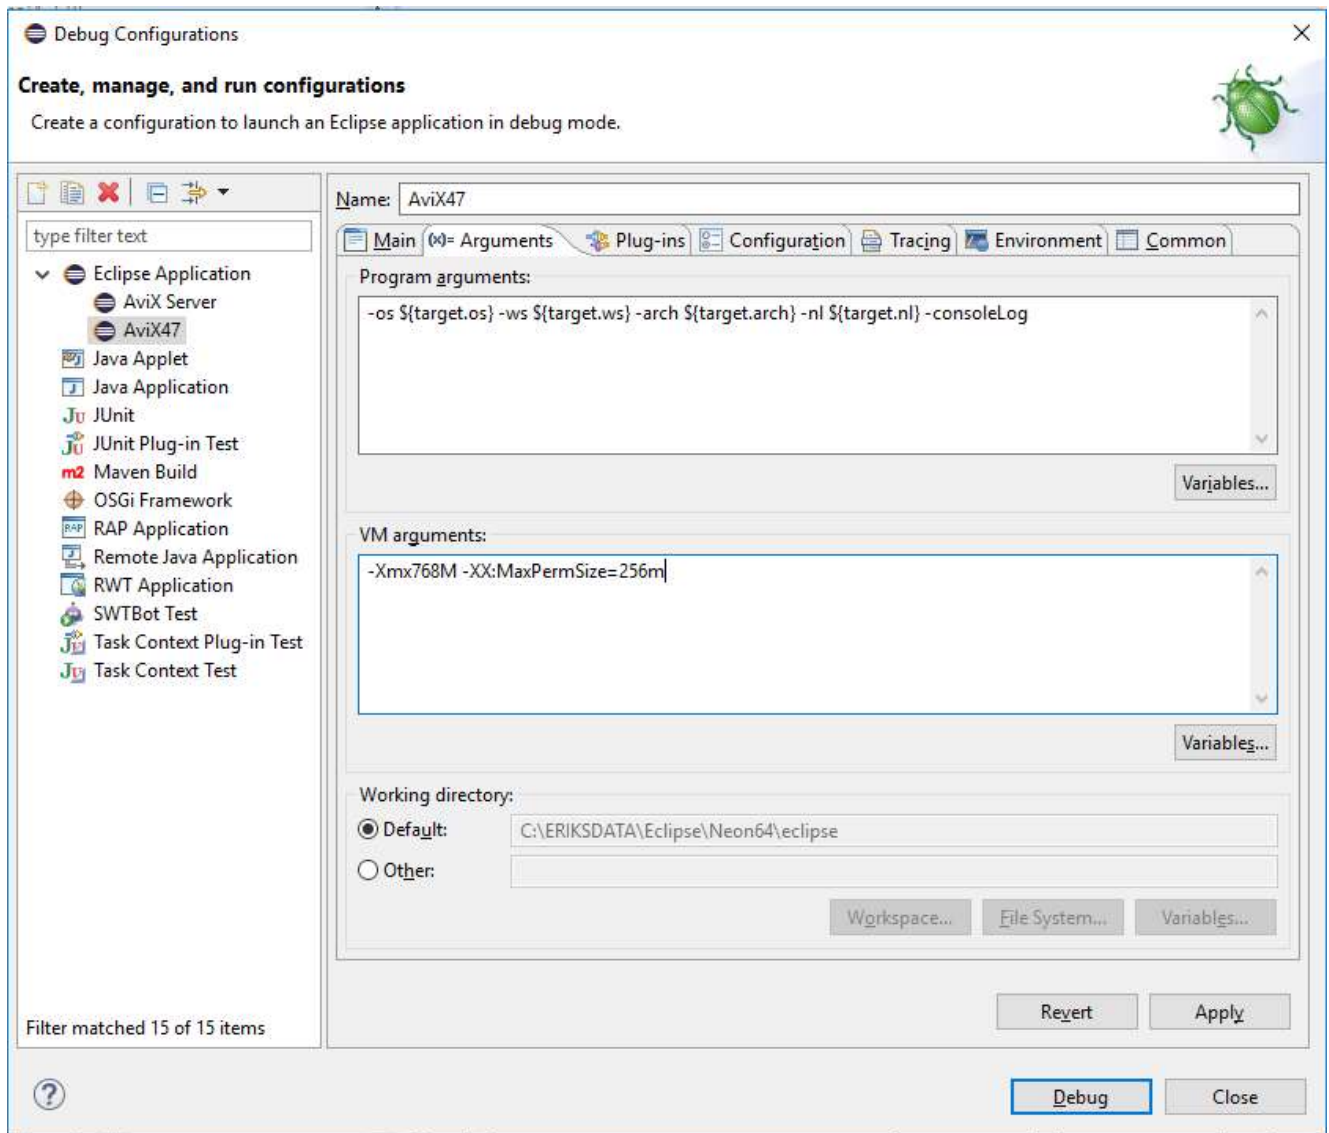 Debug Configurations
Create, manage, and run configurations
Create a configuration to launch an Eclipse application in debug mode.
type filter text
Eclipse Application
AviX Server
AviX47
Java Applet
Java Application
Ju JUnit
JUnit Plug-in Test
m2 Maven Build
OSGi Framework
RAP RAP Application
Remote Java Application
RWT Application
SWTBot Test
Task Context Plug-in Test
Task Context Test
Filter matched 15 of 15 items
Name: AviX47
Main (x)= Arguments Plug-ins Configuration Tracing Environment Common
Program arguments:
-os ${target.os} -ws ${target.ws} -arch ${target.arch} -nl ${target.nl} -consoleLog
Variables...
VM arguments:
-Xmx768M -XX:MaxPermSize=256m
Variables...
Working directory:
Default: C:\ERIKSDATA\Eclipse\Neon64\eclipse
Other:
Workspace... File System... Variables...
Revert Apply
? Debug Close